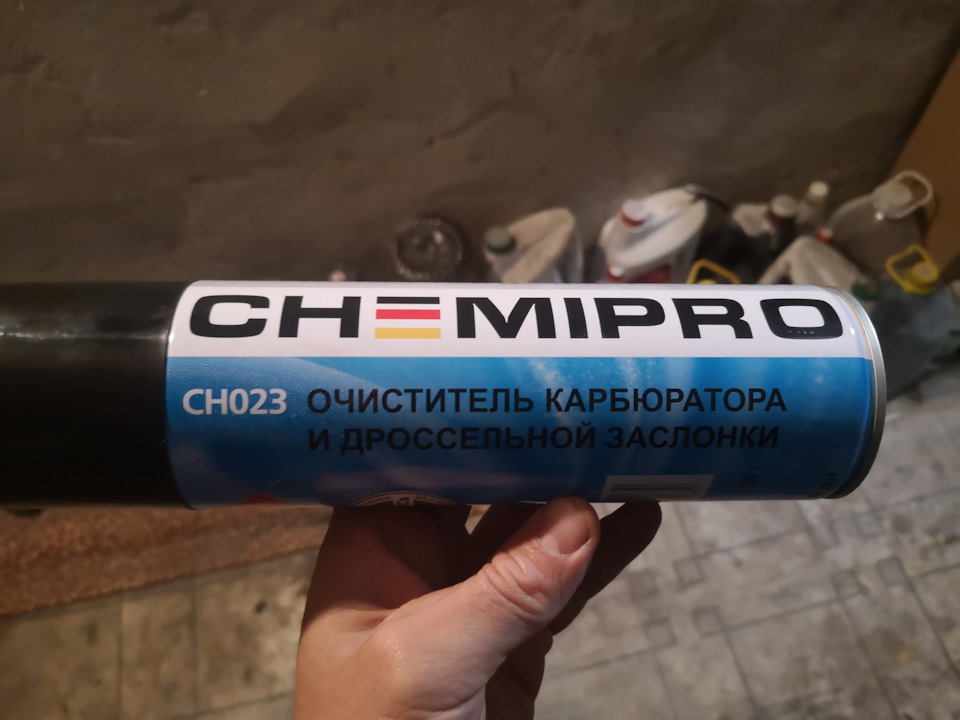 CHEMIPRO
CH023 ОЧИСТИТЕЛЬ КАРБЮРАТОРА
И ДРОССЕЛЬНОЙ ЗАСЛОНКИ